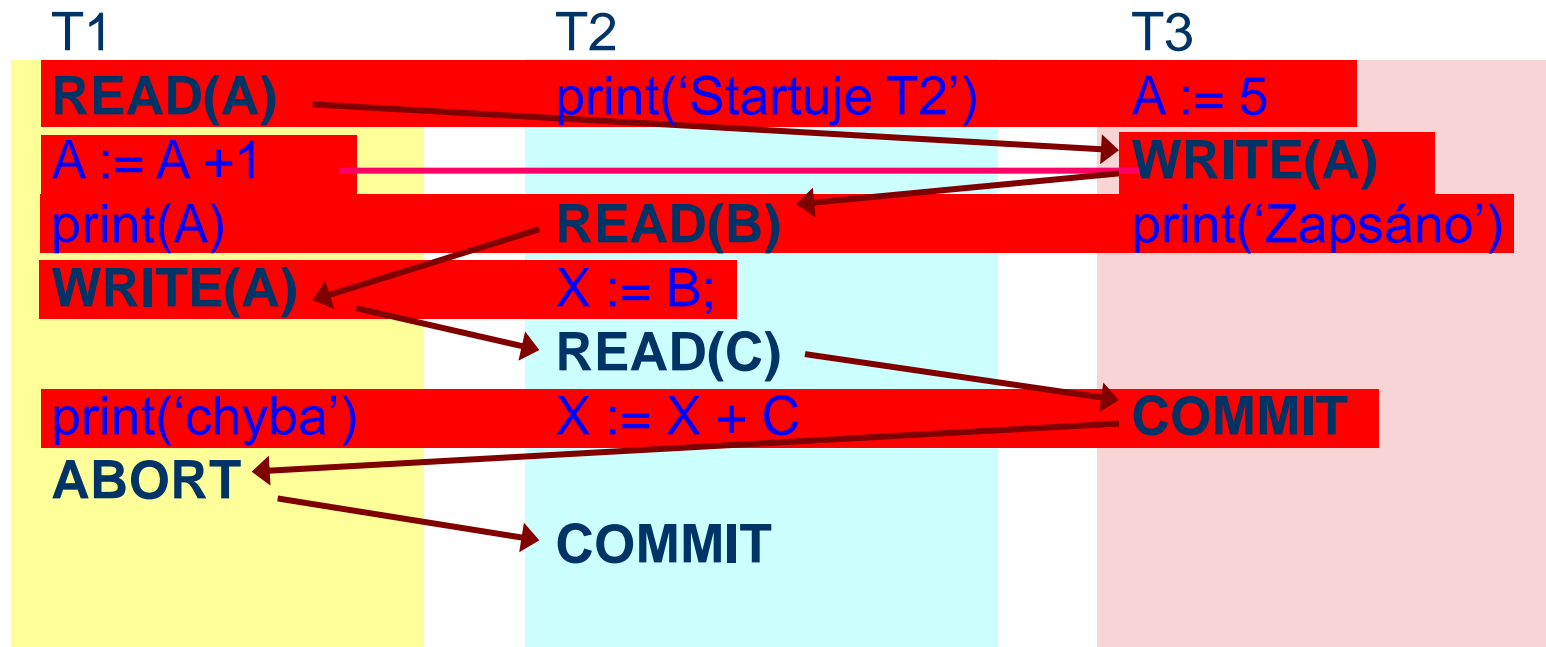 T1 T2 T3
READ(A) print(‘Startuje T2’) A := 5
A := A +1 WRITE(A)
print(A) READ(B) print(‘Zapsáno’)
WRITE(A) X := B;
READ(C)
print(‘chyba’) X := X + C COMMIT
ABORT
COMMIT